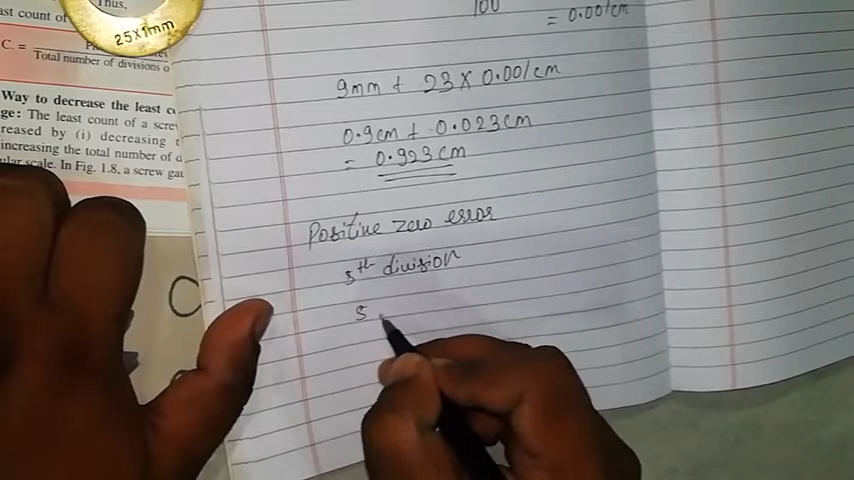 ast count of
Thus,
25X1mm
C. =
Total number of divisions o
Way to decrease the least c
ge: The least count of a screw
reased by (i) decreasing t
increasing the total number of d
ular scale. In Fig. 1.8, a screw ga
100
= 0.001cm
9mm + 23 X 0.001cm
0.9cm + 0.023cm
= 0.923cm
Positive zero error
5th division
5